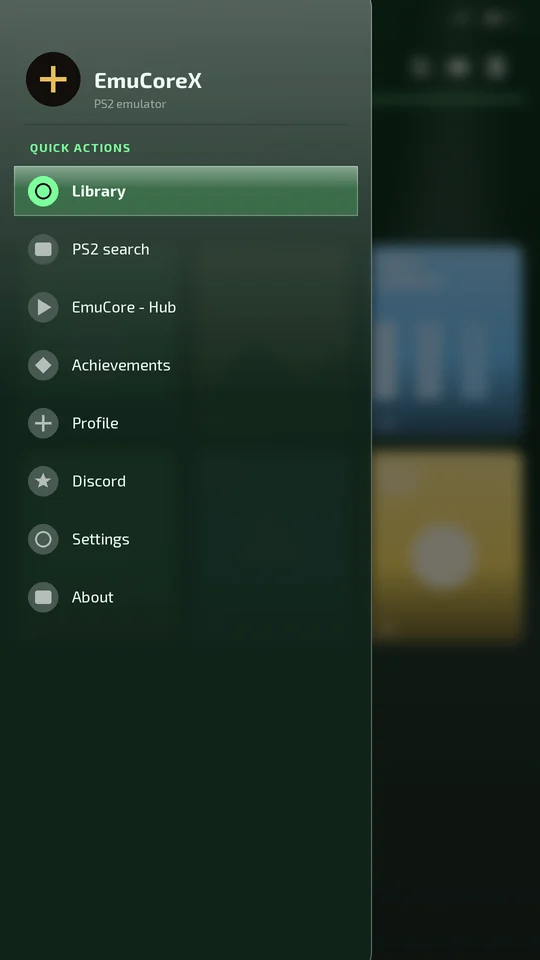 EmuCoreX
PS2 emulator
QUICK ACTIONS
Library
PS2 search
EmuCore - Hub
Achievements
Profile
Discord
Settings
About